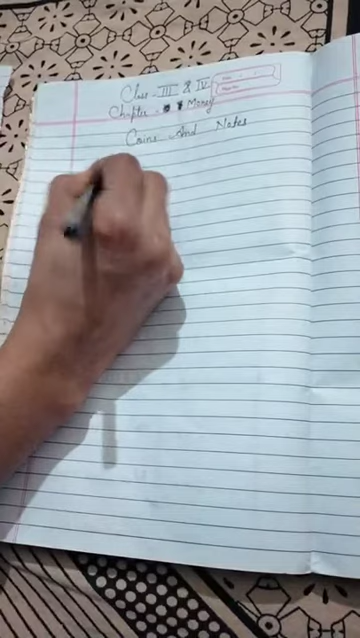 Class - III & IV
Chapter - Money
Coins And Notes